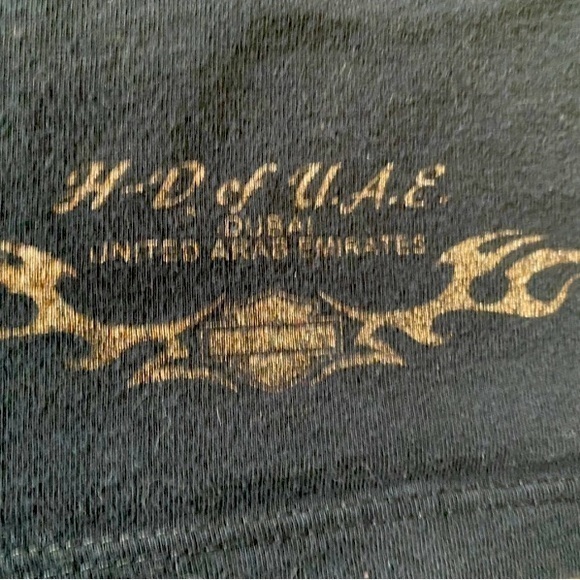 H-D of U.A.E.
DUBAI
UNITED ARAB EMIRATES